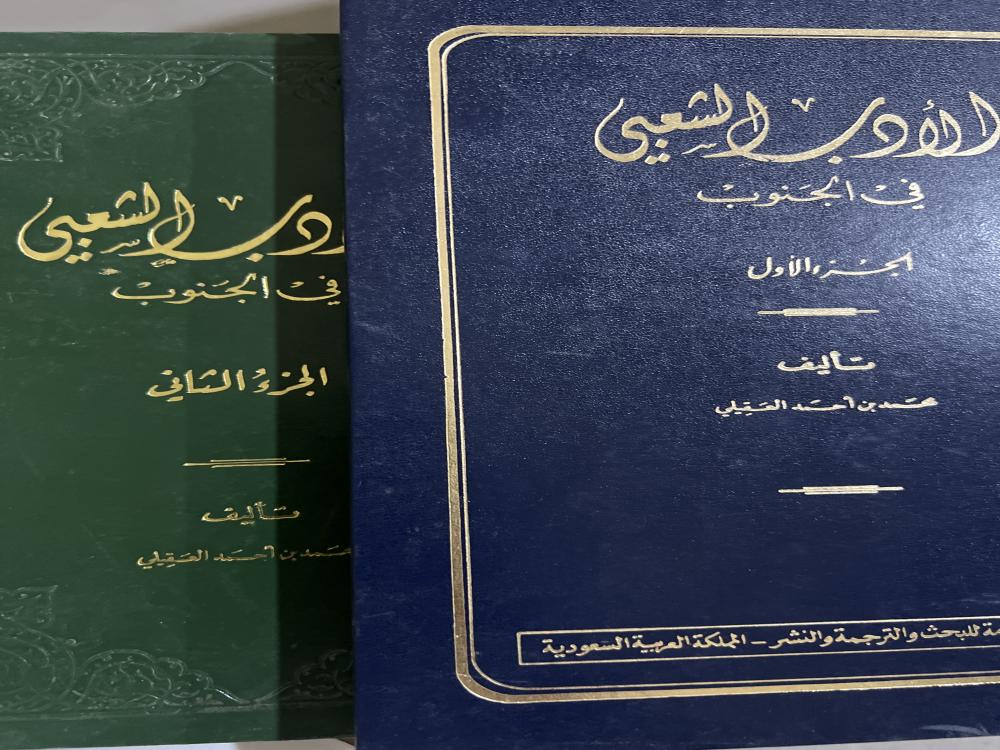 الأدب الشعبي
في الجنوب
الجزء الأول
تأليف
محمد بن أحمد العقيلي
للبحث والترجمة والنشر - المملكة العربية السعودية
الشعبي
في الجنوب
الجزء الثاني
تأليف
محمد بن أحمد العقيلي